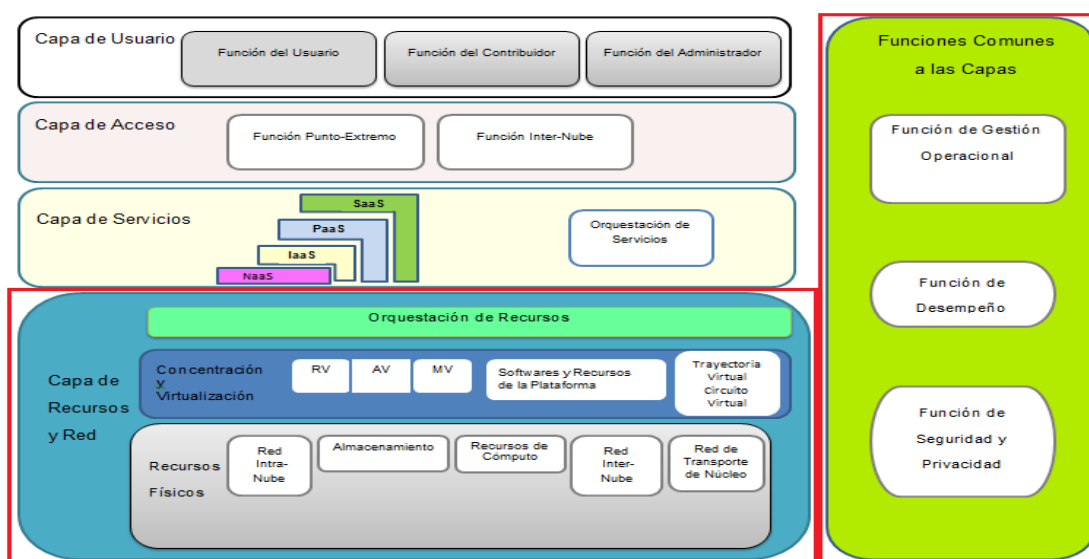 Capa de Usuario
Función del Usuario
Función del Contribuidor
Función del Administrador
Capa de Acceso
Función Punto-Extremo
Función Inter-Nube
Capa de Servicios
SaaS
PaaS
IaaS
NaaS
Orquestación de
Servicios
Orquestación de Recursos
Capa de
Recursos
y Red
Concentración
y
Virtualización
RV
AV
MV
Softwares y Recursos
de la Plataforma
Trayectoria
Virtual
Circuito
Virtual
Recursos
Físicos
Red
Intra-
Nube
Almacenamiento
Recursos de
Cómputo
Red
Inter-
Nube
Red de
Transporte
de Núcleo
Funciones Comunes
a las Capas
Función de Gestión
Operacional
Función de
Desempeño
Función de
Seguridad y
Privacidad